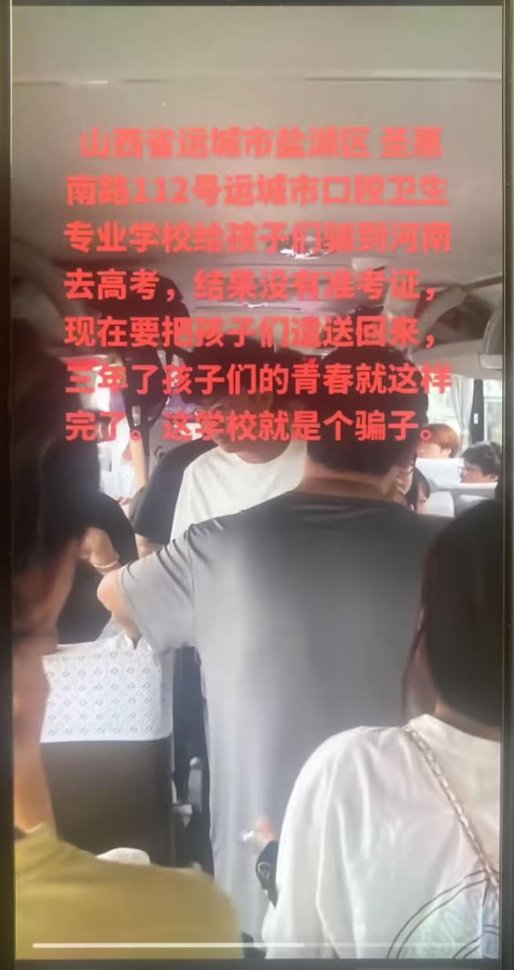 山西省运城市盐湖区 圣惠
南路112号运城市口腔卫生
专业学校给孩子们骗到河南
去高考，结果没有准考证，
现在要把孩子们遣送回来，
三年了孩子们的青春就这样
完了。这学校就是个骗子。